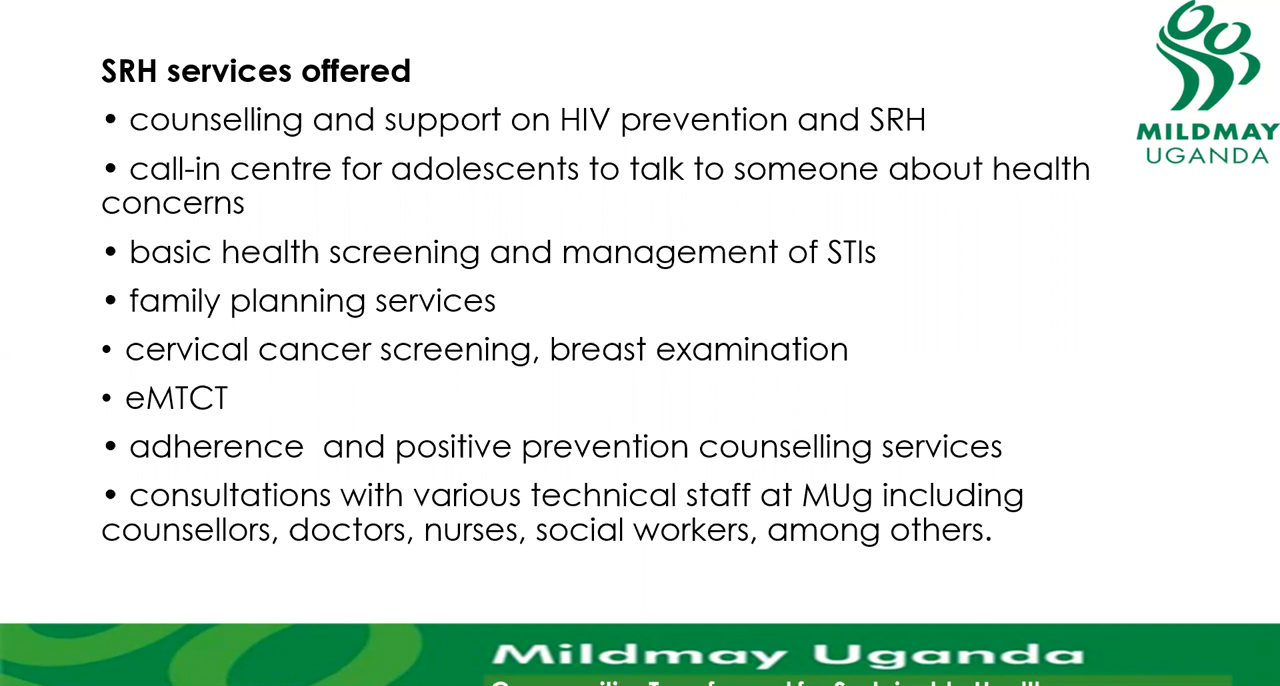 MILDMAY
UGANDA
SRH services offered
• counselling and support on HIV prevention and SRH
• call-in centre for adolescents to talk to someone about health
concerns
• basic health screening and management of STIs
• family planning services
• cervical cancer screening, breast examination
• eMTCT
• adherence and positive prevention counselling services
• consultations with various technical staff at MUg including
counsellors, doctors, nurses, social workers, among others.
Mildmay Uganda